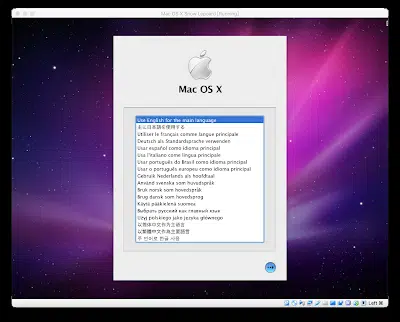 Mac OS X Snow Leopard [Running]
Mac OS X
Use English for the main language
主に日本語を使用する
Utiliser le français comme langue principale
Deutsch als Standardsprache verwenden
Usar español como idioma principal
Usa l'italiano come lingua principale
Usar português do Brasil como idioma principal
Usar o português europeu como idioma principal
Gebruik Nederlands als hoofdtaal
Använd svenska som huvudspråk
Bruk norsk som hovedspråk
Brug dansk som hovedsprog
Käytä pääkielenä suomea
Выбрать русский как главный язык
Użyj polskiego jako języka głównego
以简体中文作为主要语言
以繁體中文作為主要語言
주 언어로 한글 사용
Left ⌘